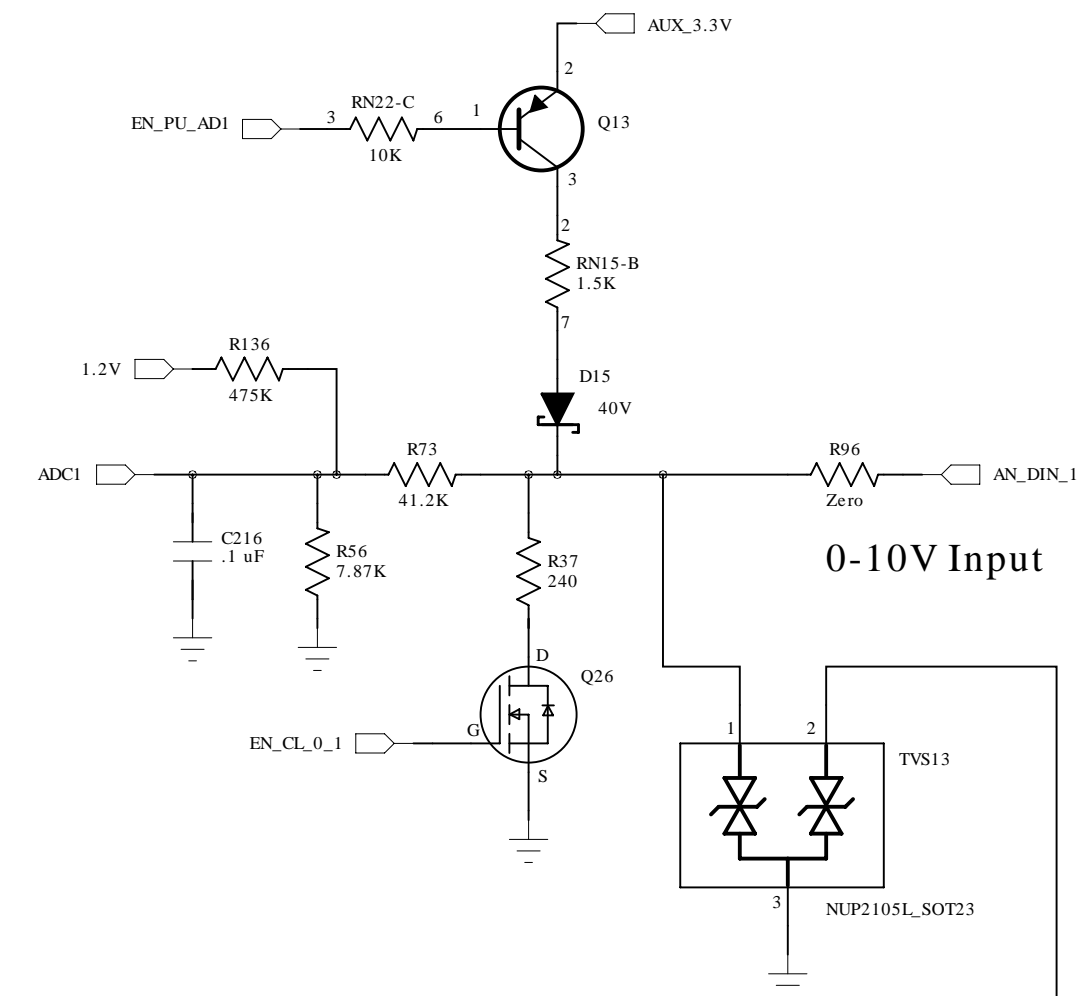 AUX_3.3V
2
RN22-C
3
6
1
EN_PU_AD1
Q13
10K
3
2
RN15-B
1.5K
7
R136
1.2V
475K
D15
40V
R73
R96
ADC1
AN_DIN_1
41.2K
Zero
C216
.1 uF
R56
7.87K
R37
240
0-10V Input
D
Q26
G
EN_CL_0_1
S
1
2
TVS13
3
NUP2105L_SOT23